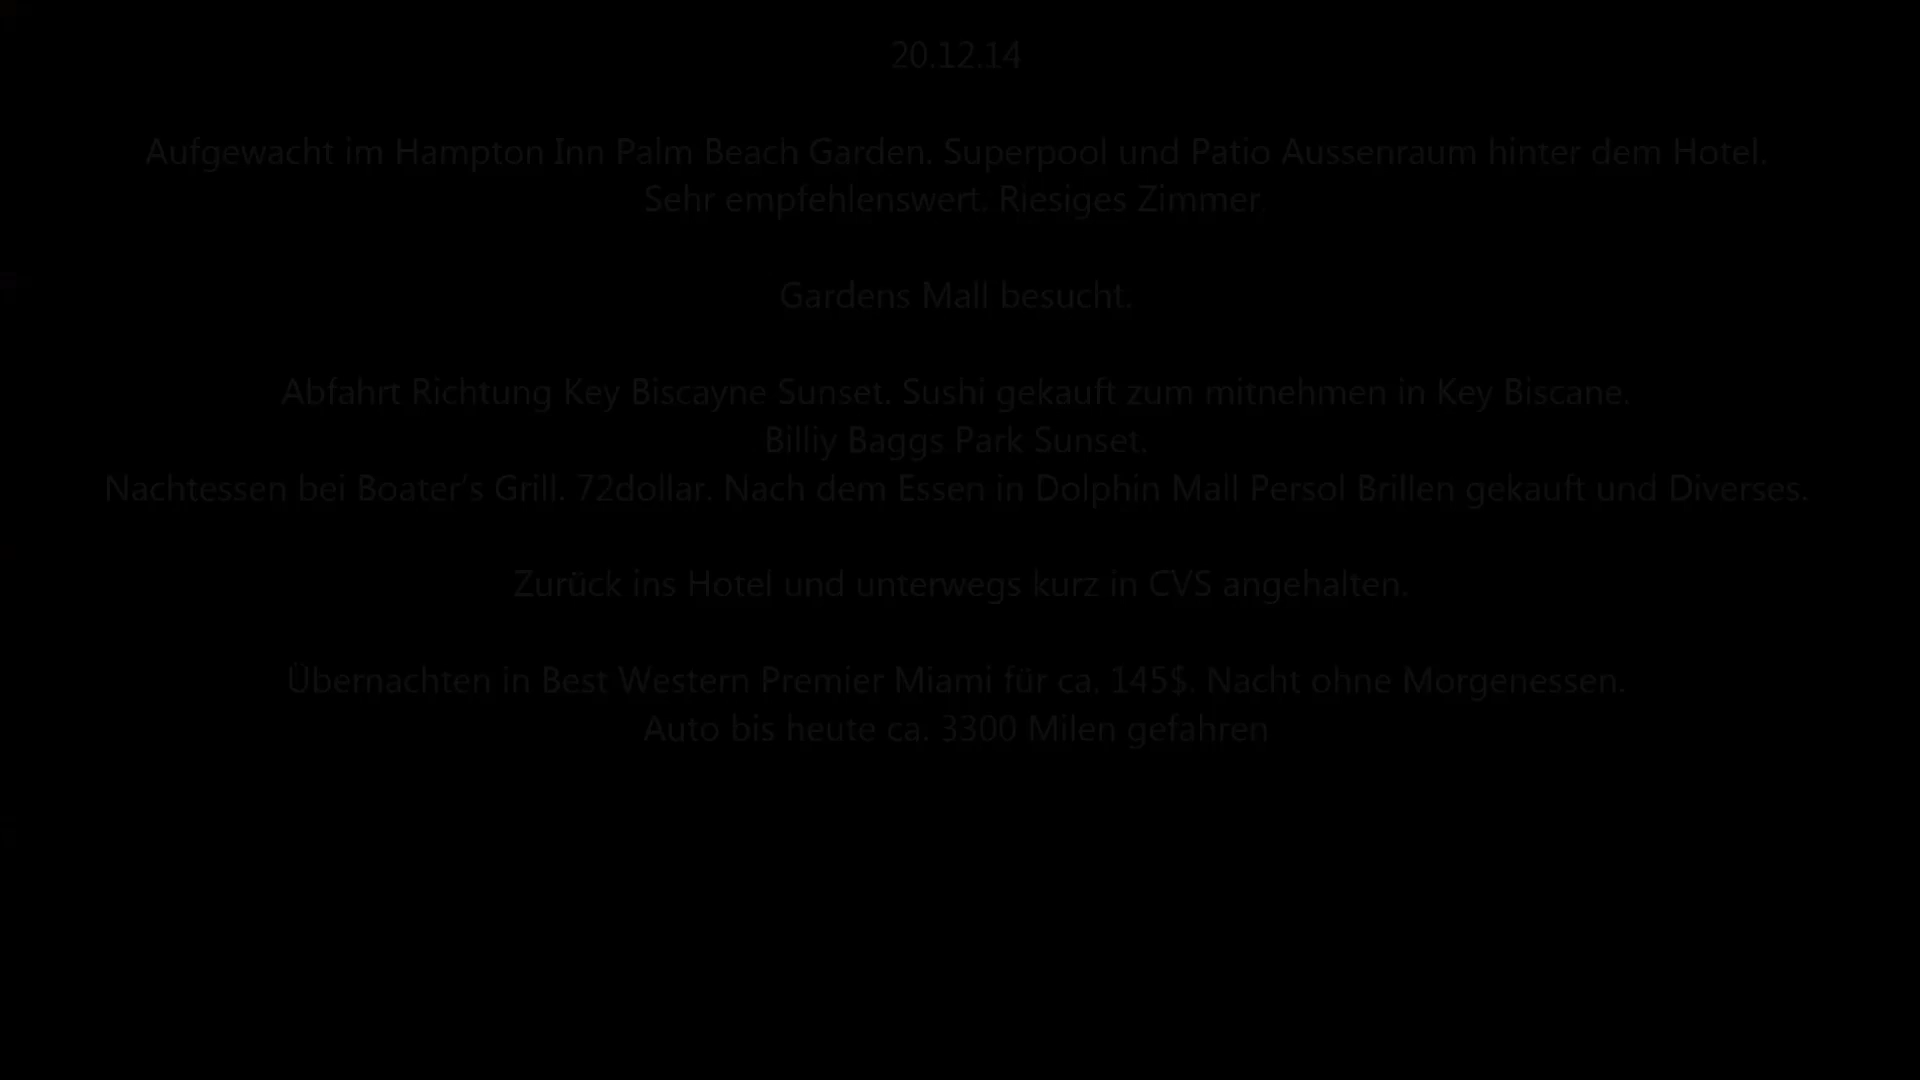 20.12.14
Aufgewacht im Hampton Inn Palm Beach Garden. Superpool und Patio Aussenraum hinter dem Hotel.
Sehr empfehlenswert. Riesiges Zimmer
Gardens Mall besucht.
Abfahrt Richtung Key Biscayne Sunset. Sushi gekauft zum mitnehmen in Key Biscane.
Billiy Baggs Park Sunset.
Nachtessen bei Boater's Grill. 72dollar. Nach dem Essen in Dolphin Mall Persol Brillen gekauft und Diverses.
Zurück ins Hotel und unterwegs kurz in CVS angehalten.
Übernachten in Best Western Premier Miami für ca. 145$. Nacht ohne Morgenessen.
Auto bis heute ca. 3300 Milen gefahren